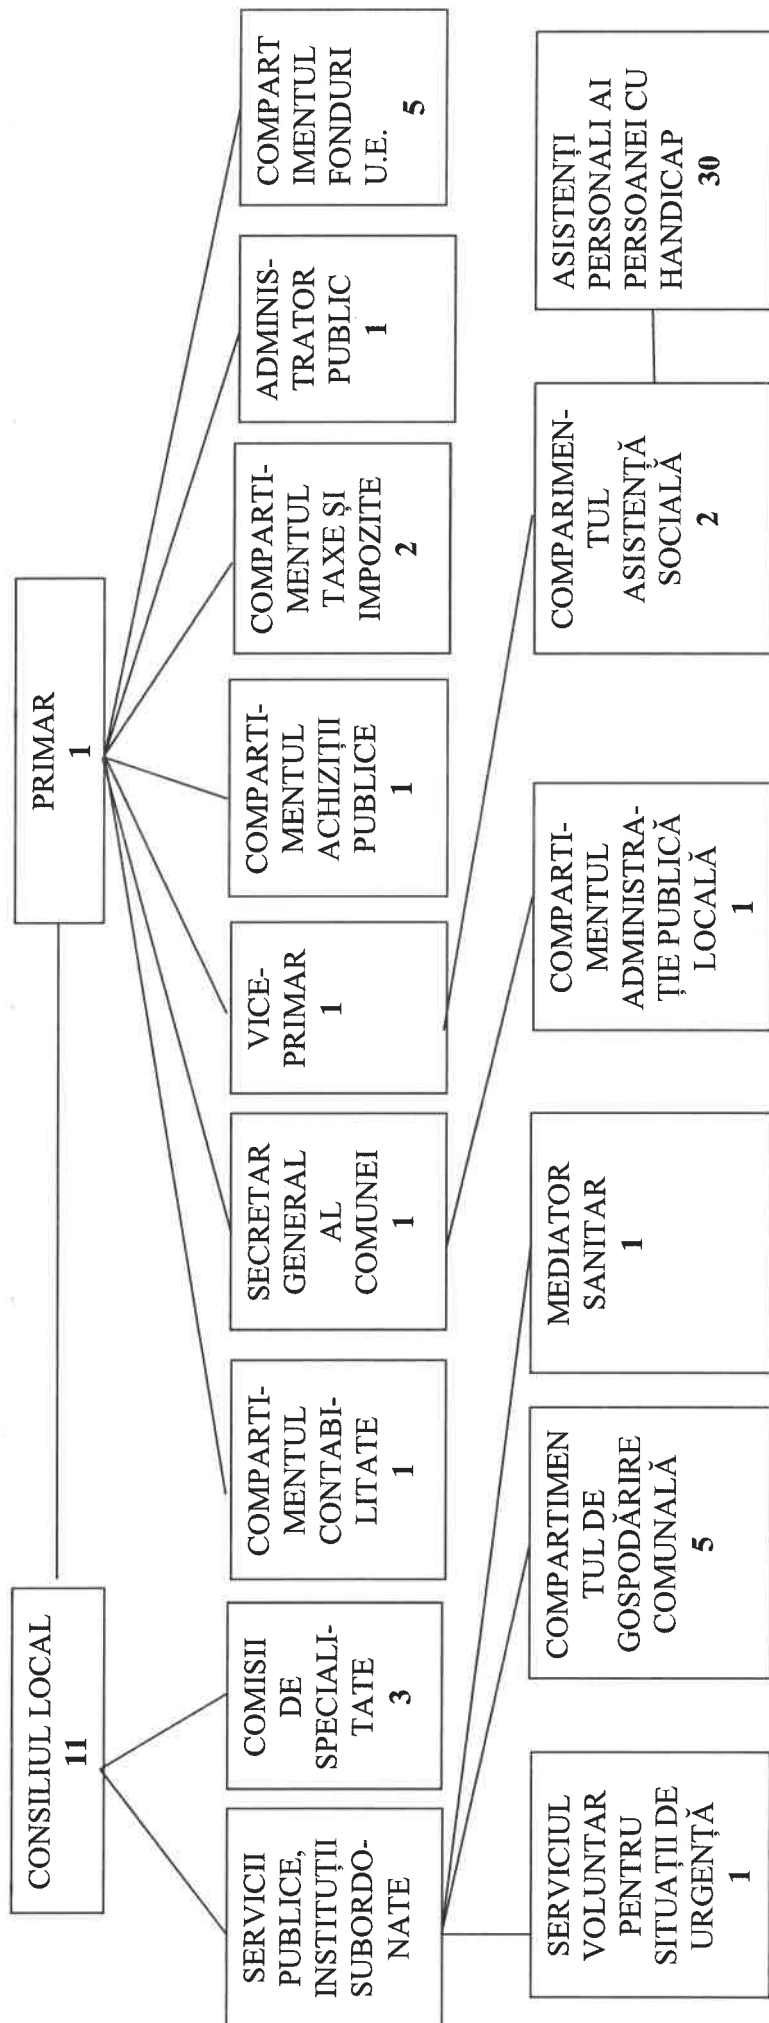 CONSILIUL LOCAL
11
PRIMAR
1
SERVICII
PUBLICE,
INSTITUȚII
SUBORDO-
NATE
COMISII
DE
SPECIALI-
TATE
3
COMPARTI-
MENTUL
CONTABI-
LITATE
1
SECRETAR
GENERAL
AL
COMUNEI
1
VICE-
PRIMAR
1
COMPARTI-
MENTUL
ACHIZIȚII
PUBLICE
1
COMPARTI-
MENTUL
TAXE ȘI
IMPOZITE
2
ADMINIS-
TRATOR
PUBLIC
1
COMPART
IMENTUL
FONDURI
U.E.
5
SERVICIUL
VOLUNTAR
PENTRU
SITUAȚII DE
URGENȚĂ
1
COMPARTIMEN
TUL DE
GOSPODĂRIRE
COMUNALĂ
5
MEDIATOR
SANITAR
1
COMPARTI-
MENTUL
ADMINISTRA-
ȚIE PUBLICĂ
LOCALĂ
1
COMPARIMEN-
TUL
ASISTENȚĂ
SOCIALĂ
2
ASISTENȚI
PERSONALI AI
PERSOANEI CU
HANDICAP
30